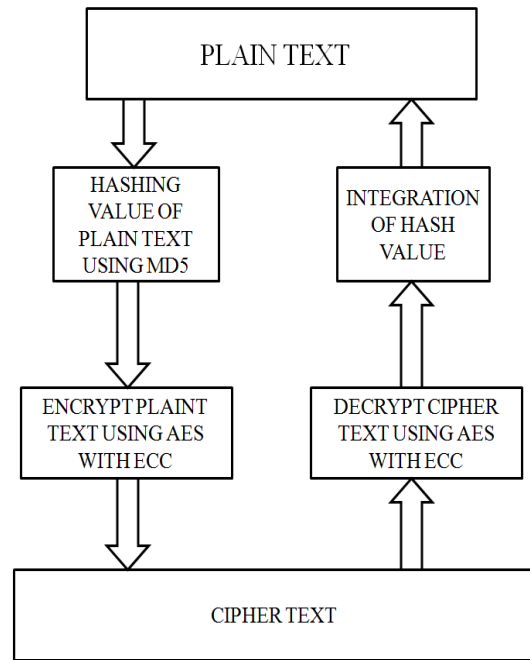 PLAIN TEXT
HASHING
VALUE OF
PLAIN TEXT
USING MD5
INTEGRATION
OF HASH
VALUE
ENCRYPT PLAINT
TEXT USING AES
WITH ECC
DECRYPT CIPHER
TEXT USING AES
WITH ECC
CIPHER TEXT